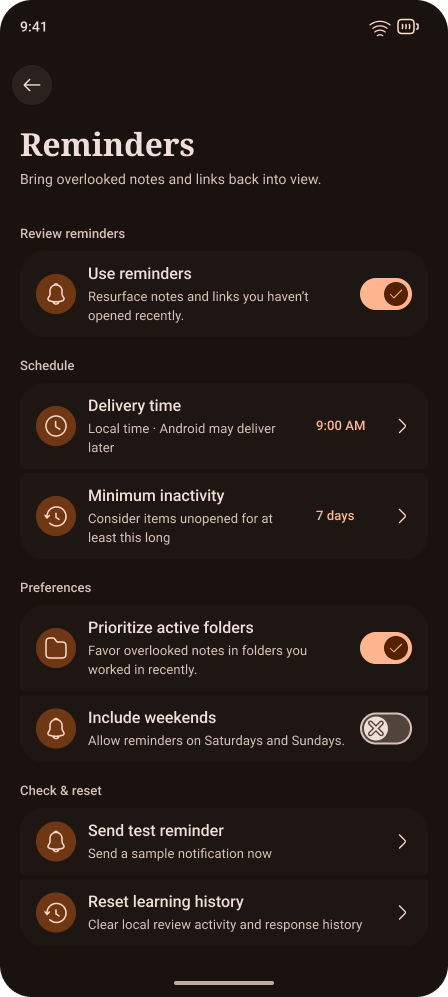 9:41
Reminders
Bring overlooked notes and links back into view.
Review reminders
Use reminders
Resurface notes and links you haven’t
opened recently.
Schedule
Delivery time
Local time · Android may deliver
later
9:00 AM
Minimum inactivity
Consider items unopened for at
least this long
7 days
Preferences
Prioritize active folders
Favor overlooked notes in folders you
worked in recently.
Include weekends
Allow reminders on Saturdays and Sundays.
Check & reset
Send test reminder
Send a sample notification now
Reset learning history
Clear local review activity and response history